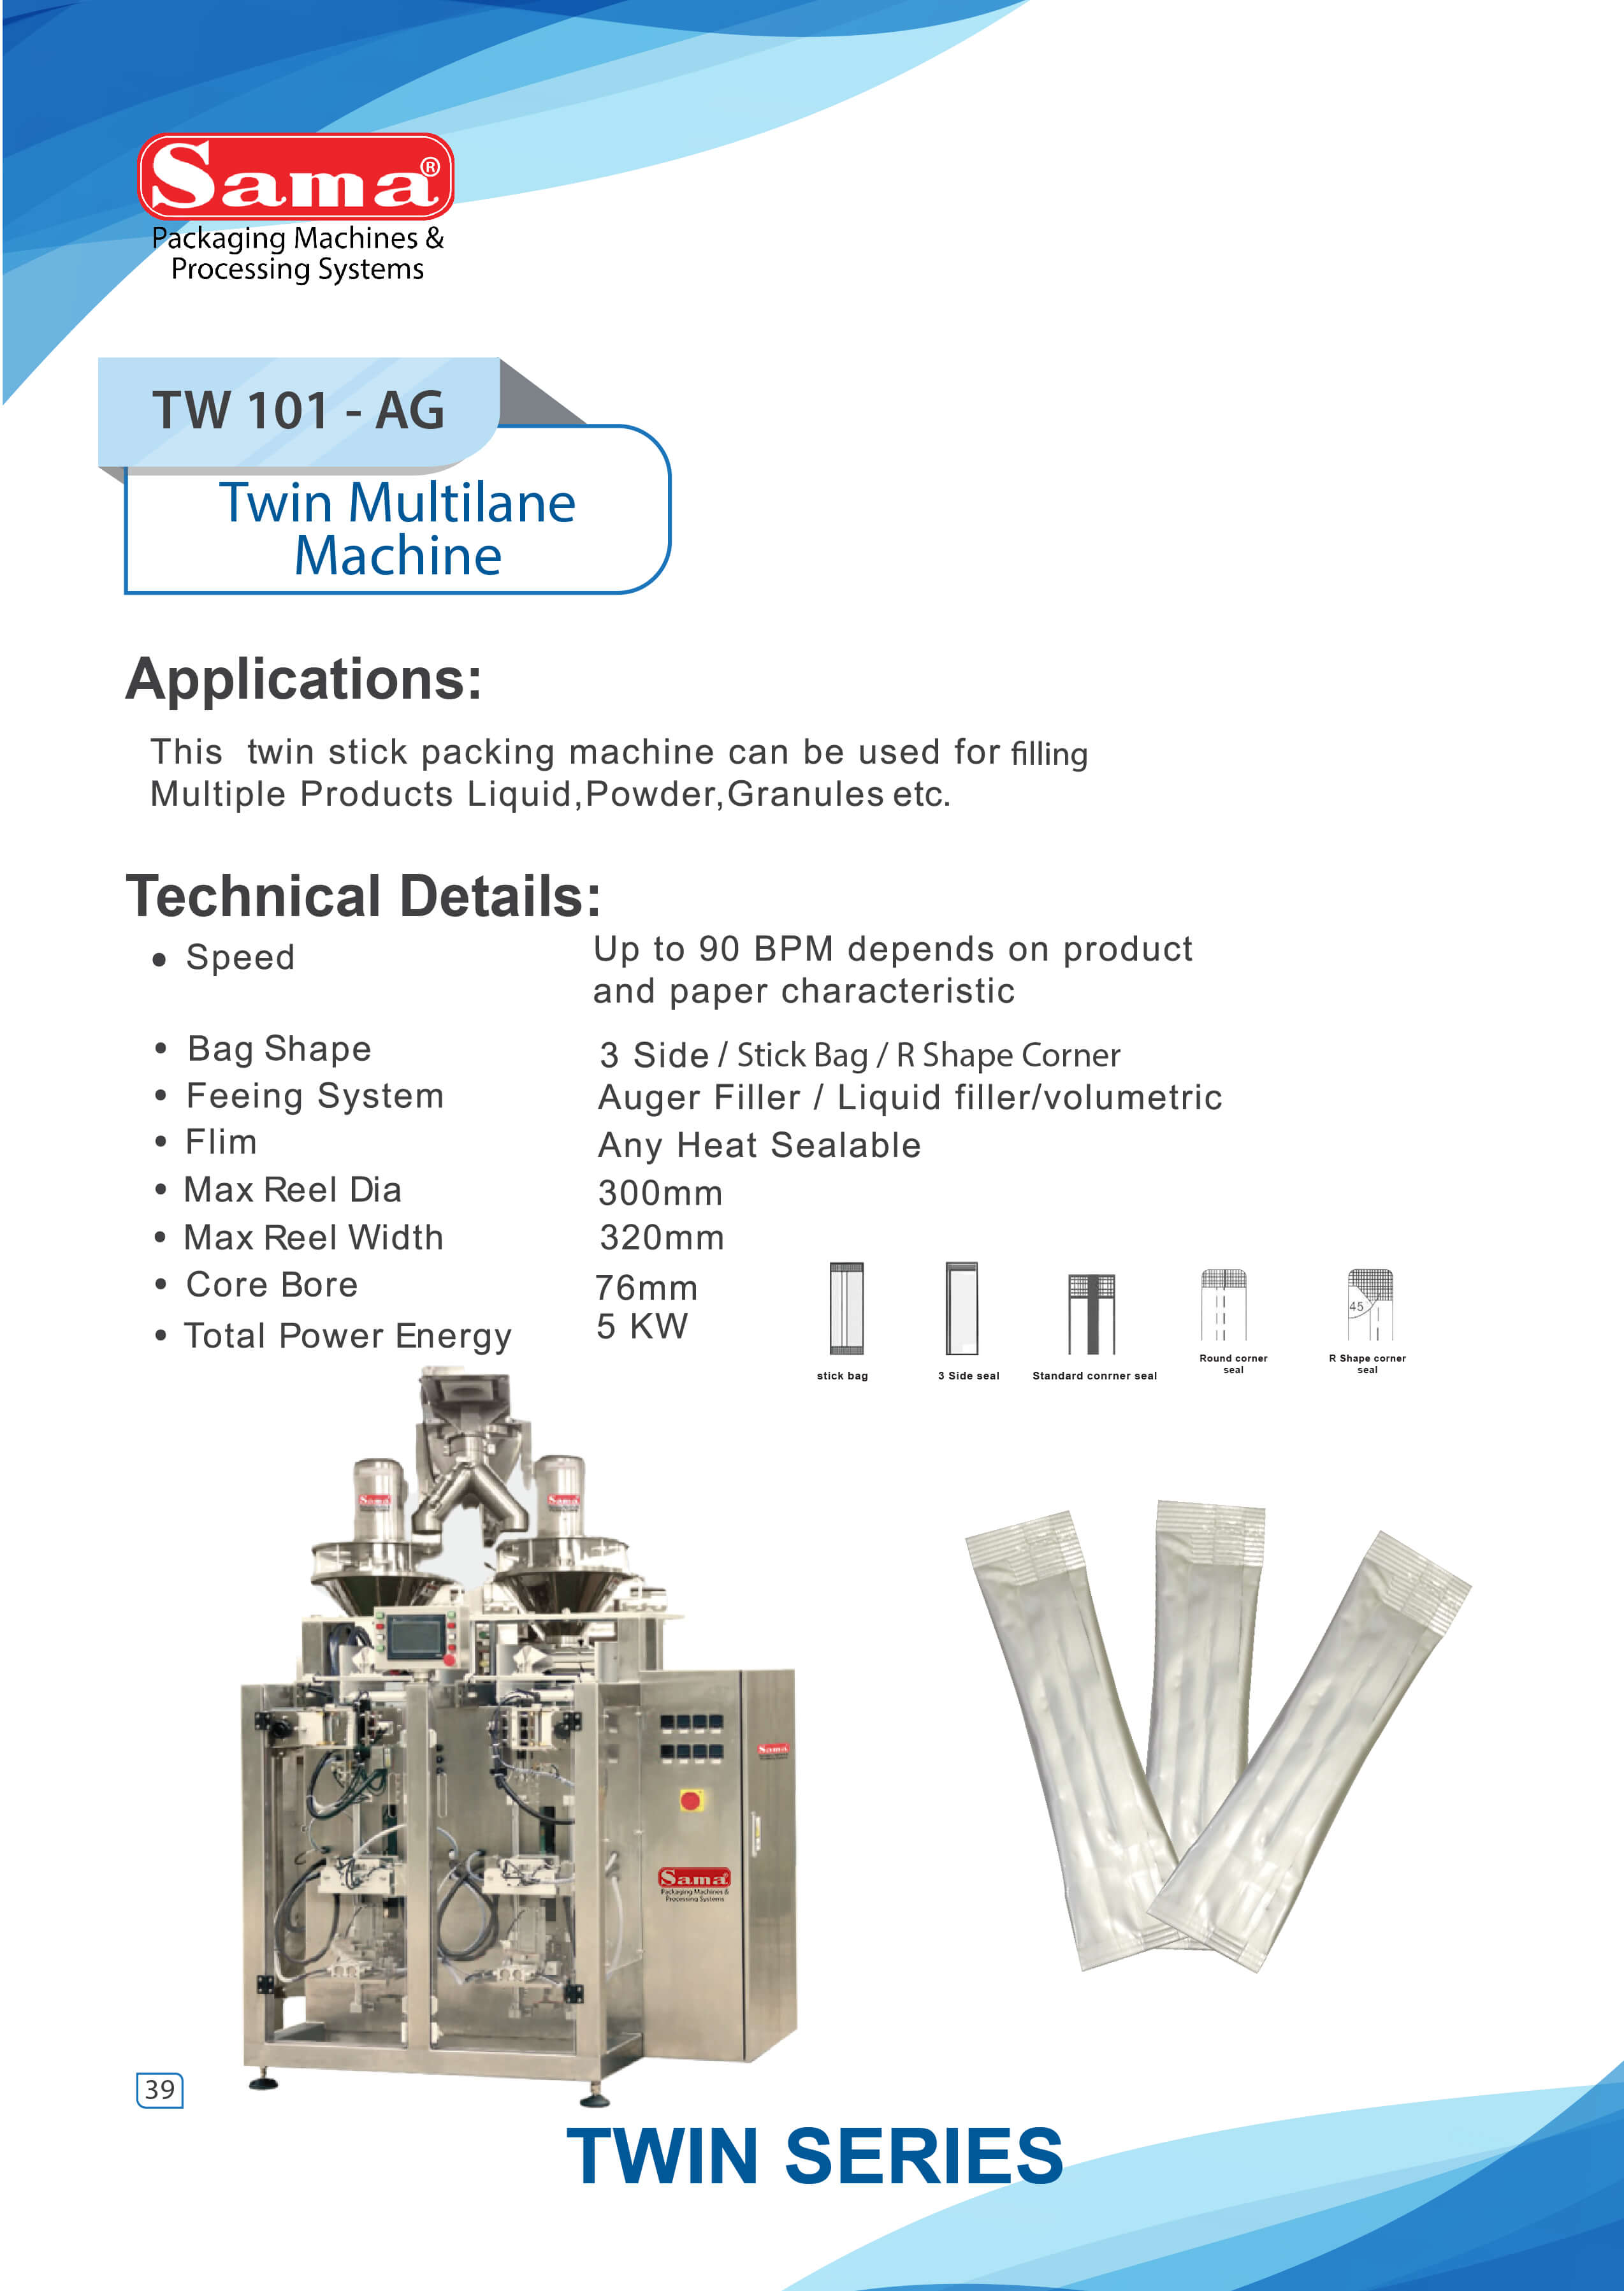 Sama®
Packaging Machines &
Processing Systems
TW 101 - AG
Twin Multilane
Machine
Applications:
This twin stick packing machine can be used for filling
Multiple Products Liquid,Powder,Granules etc.
Technical Details:
• Speed Up to 90 BPM depends on product
and paper characteristic
• Bag Shape 3 Side / Stick Bag / R Shape Corner
• Feeing System Auger Filler / Liquid filler/volumetric
• Flim Any Heat Sealable
• Max Reel Dia 300mm
• Max Reel Width 320mm
• Core Bore 76mm
• Total Power Energy 5 KW
45
stick bag
3 Side seal
Standard conrner seal
Round corner
seal
R Shape corner
seal
Sama
Sama
Sama
Sama
Packaging Machines &
Processing Systems
39
TWIN SERIES